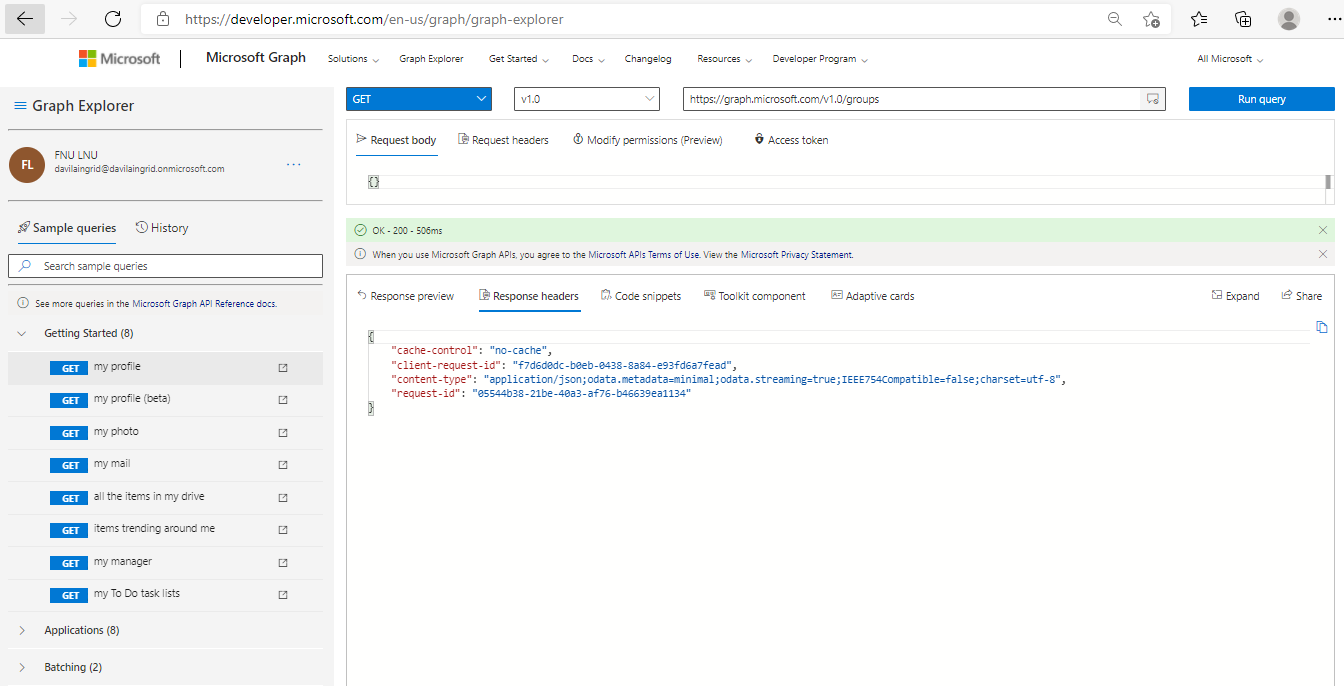 https://developer.microsoft.com/en-us/graph/graph-explorer
Microsoft
Microsoft Graph
Solutions
Graph Explorer
Get Started
Docs
Changelog
Resources
Developer Program
All Microsoft
Graph Explorer
FL
FNU LNU
davilaingrid@davilaingrid.onmicrosoft.com
Sample queries
History
Search sample queries
See more queries in the Microsoft Graph API Reference docs.
Getting Started (8)
GET my profile
GET my profile (beta)
GET my photo
GET my mail
GET all the items in my drive
GET items trending around me
GET my manager
GET my To Do task lists
Applications (8)
Batching (2)
GET
v1.0
https://graph.microsoft.com/v1.0/groups
Run query
Request body
Request headers
Modify permissions (Preview)
Access token
{}
OK - 200 - 506ms
When you use Microsoft Graph APIs, you agree to the Microsoft APIs Terms of Use. View the Microsoft Privacy Statement.
Response preview
Response headers
Code snippets
Toolkit component
Adaptive cards
Expand
Share
{
"cache-control": "no-cache",
"client-request-id": "f7d6d0dc-b0eb-0438-8a84-e93fd6a7fead",
"content-type": "application/json;odata.metadata=minimal;odata.streaming=true;IEEE754Compatible=false;charset=utf-8",
"request-id": "05544b38-21be-40a3-af76-b46639ea1134"
}